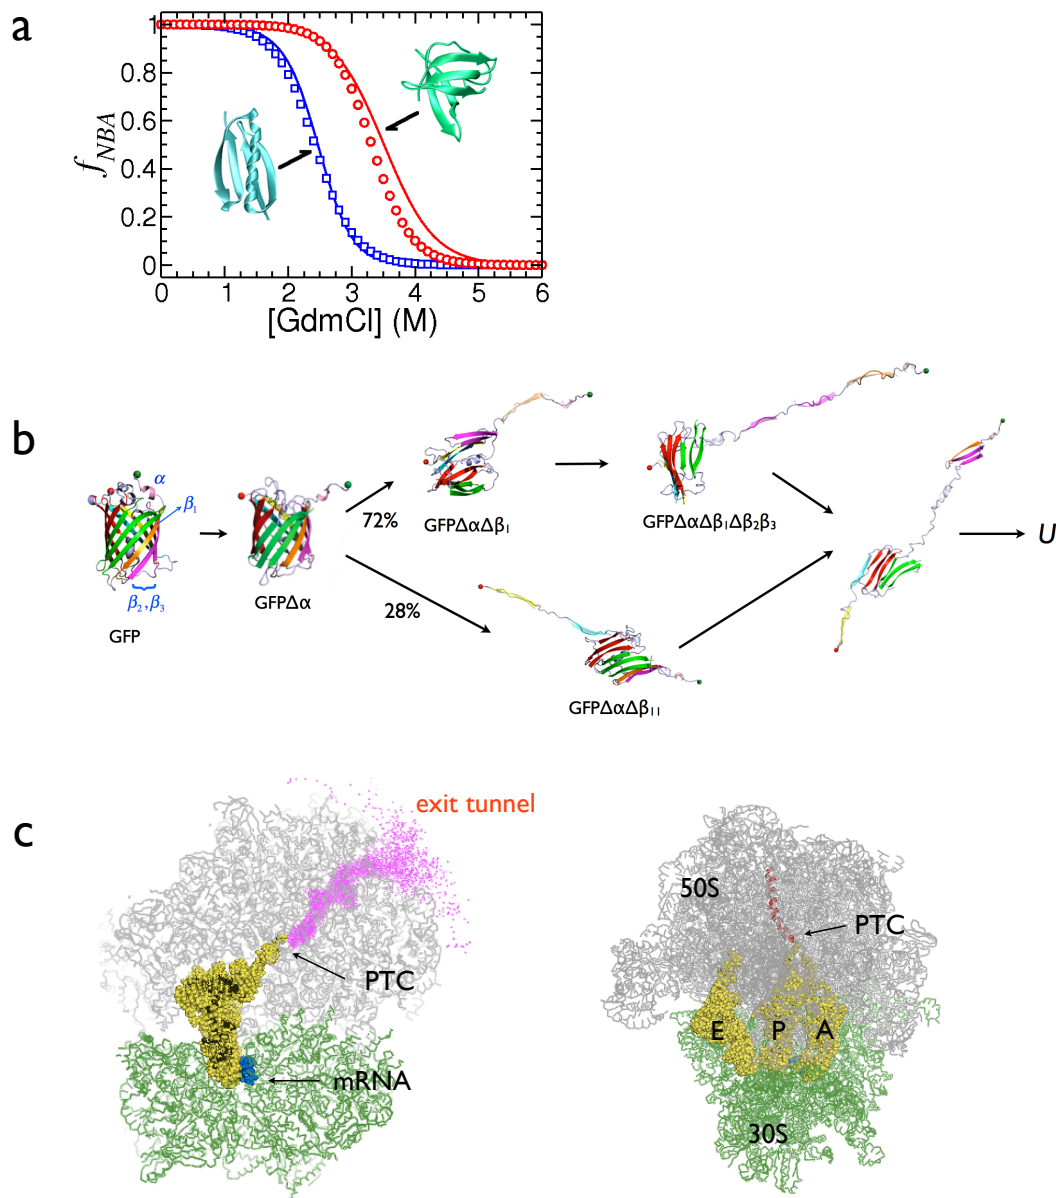 a
f_NBA
1
0.8
0.6
0.4
0.2
0
0 1 2 3 4 5 6
[GdmCl] (M)
b
α
β₁
β₂,β₃
GFP
GFPΔα
72%
28%
GFPΔαΔβ₁
GFPΔαΔβ₁Δβ₂β₃
GFPΔαΔβ₁₁
U
c
exit tunnel
PTC
mRNA
50S
PTC
E P A
30S